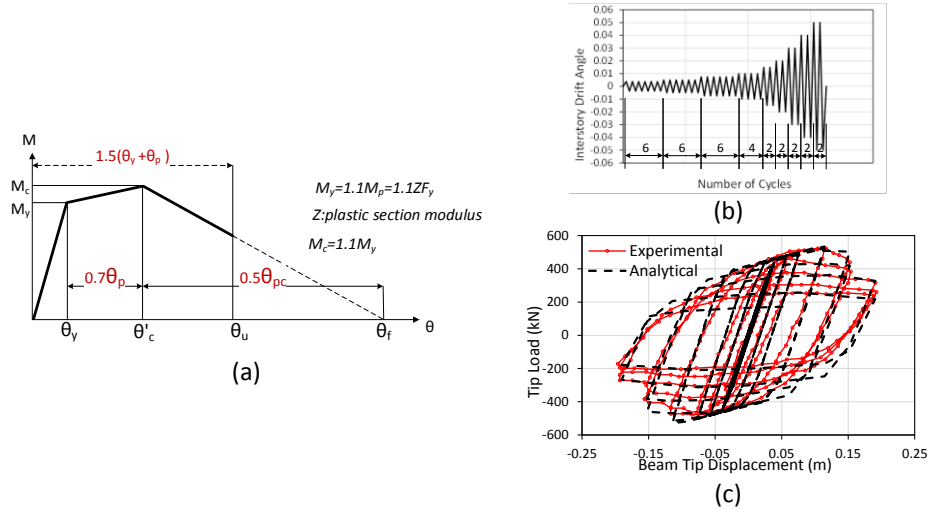 M
1.5(θy +θp )
Mc
My
My=1.1Mp=1.1ZFy
Z:plastic section modulus
Mc=1.1My
0.7θp
0.5θpc
θy
θ'c
θu
θf
θ
(a)
0.06
0.05
0.04
0.03
0.02
0.01
0
-0.01
-0.02
-0.03
-0.04
-0.05
-0.06
Interstory Drift Angle
6
6
6
4
2
2
2
2
2
Number of Cycles
(b)
600
400
200
0
-200
-400
-600
Tip Load (kN)
Experimental
Analytical
-0.25
-0.15
-0.05
0.05
0.15
0.25
Beam Tip Displacement (m)
(c)